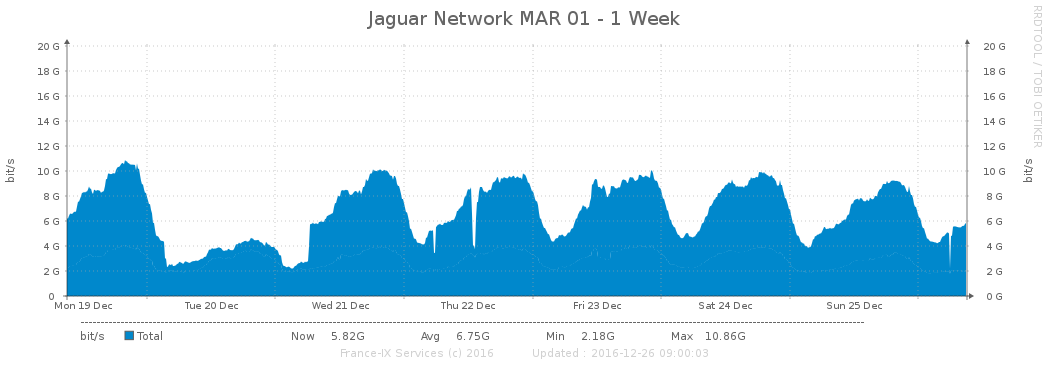 Jaguar Network MAR 01 - 1 Week
RRDTOOL / TOBI OETIKER
bit/s
bit/s
20 G 20 G
18 G 18 G
16 G 16 G
14 G 14 G
12 G 12 G
10 G 10 G
8 G 8 G
6 G 6 G
4 G 4 G
2 G 2 G
0 0 G
Mon 19 Dec Tue 20 Dec Wed 21 Dec Thu 22 Dec Fri 23 Dec Sat 24 Dec Sun 25 Dec
bit/s Total Now 5.82G Avg 6.75G Min 2.18G Max 10.86G
France-IX Services (c) 2016 Updated : 2016-12-26 09:00:03